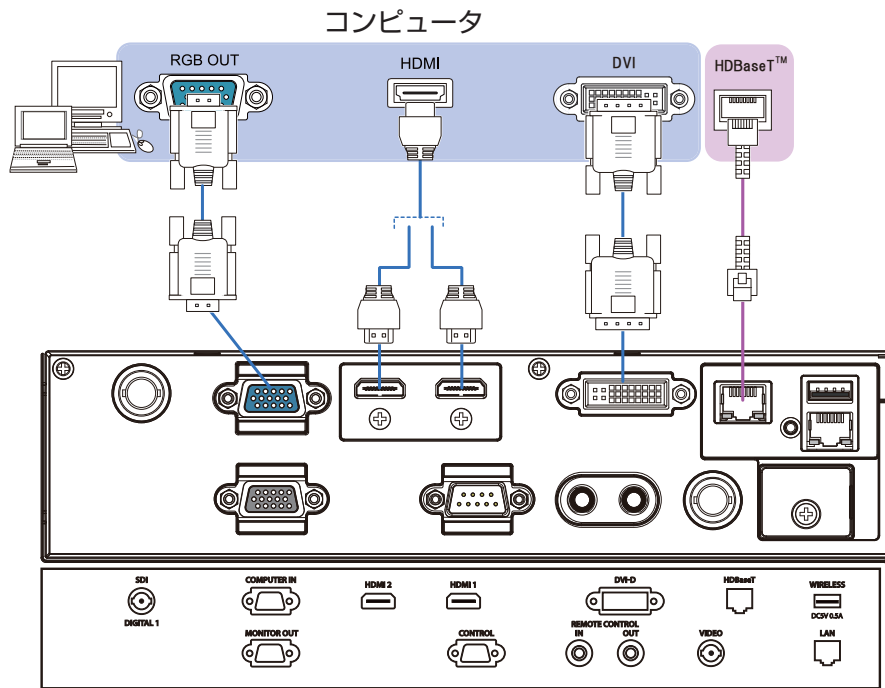 コンピュータ
RGB OUT
HDMI
DVI
HDBaseT™
SDI
COMPUTER IN
HDMI 2
HDMI 1
DVI-D
HDBaseT
WIRELESS
DIGITAL 1
DC5V 0.5A
MONITOR OUT
CONTROL
REMOTE CONTROL
IN
OUT
VIDEO
LAN